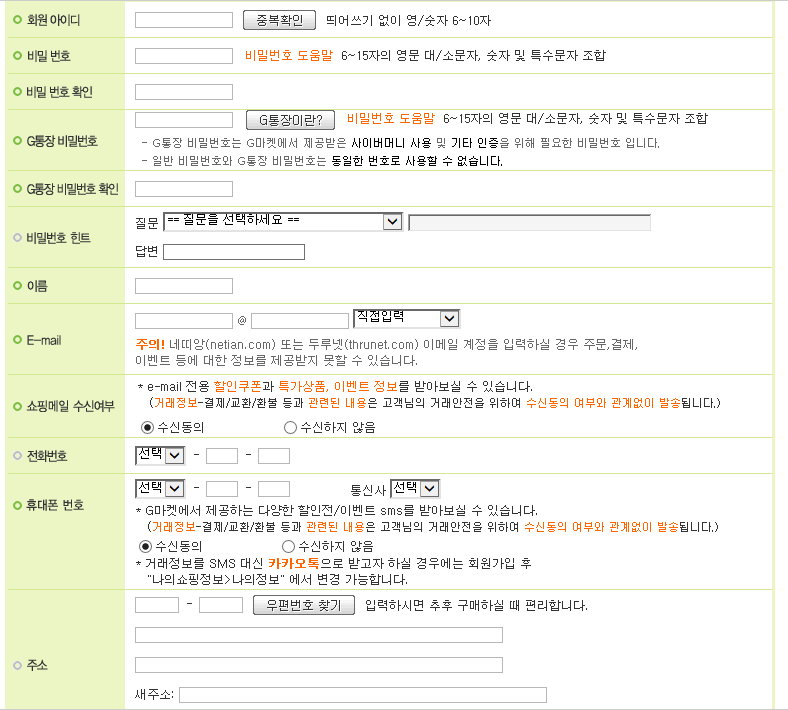 회원 아이디 중복확인 띄어쓰기 없이 영/숫자 6~10자
비밀 번호 비밀번호 도움말 6~15자의 영문 대/소문자, 숫자 및 특수문자 조합
비밀 번호 확인
G통장 비밀번호 G통장이란? 비밀번호 도움말 6~15자의 영문 대/소문자, 숫자 및 특수문자 조합
- G통장 비밀번호는 G마켓에서 제공받은 사이버머니 사용 및 기타 인증을 위해 필요한 비밀번호 입니다.
- 일반 비밀번호와 G통장 비밀번호는 동일한 번호로 사용할 수 없습니다.
G통장 비밀번호 확인
비밀번호 힌트 질문 == 질문을 선택하세요 ==
답변
이름
E-mail @ 직접입력
주의! 네띠앙(netian.com) 또는 두루넷(thrunet.com) 이메일 계정을 입력하실 경우 주문,결제,
이벤트 등에 대한 정보를 제공받지 못할 수 있습니다.
쇼핑메일 수신여부 * e-mail 전용 할인쿠폰과 특가상품, 이벤트 정보를 받아보실 수 있습니다.
(거래정보-결제/교환/환불 등과 관련된 내용은 고객님의 거래안전을 위하여 수신동의 여부와 관계없이 발송됩니다.)
수신동의 수신하지 않음
전화번호 선택 - -
휴대폰 번호 선택 - - 통신사 선택
* G마켓에서 제공하는 다양한 할인전/이벤트 sms를 받아보실 수 있습니다.
(거래정보-결제/교환/환불 등과 관련된 내용은 고객님의 거래안전을 위하여 수신동의 여부와 관계없이 발송됩니다.)
수신동의 수신하지 않음
* 거래정보를 SMS 대신 카카오톡으로 받고자 하실 경우에는 회원가입 후
"나의쇼핑정보>나의정보" 에서 변경 가능합니다.
주소 - 우편번호 찾기 입력하시면 추후 구매하실 때 편리합니다.
새주소: